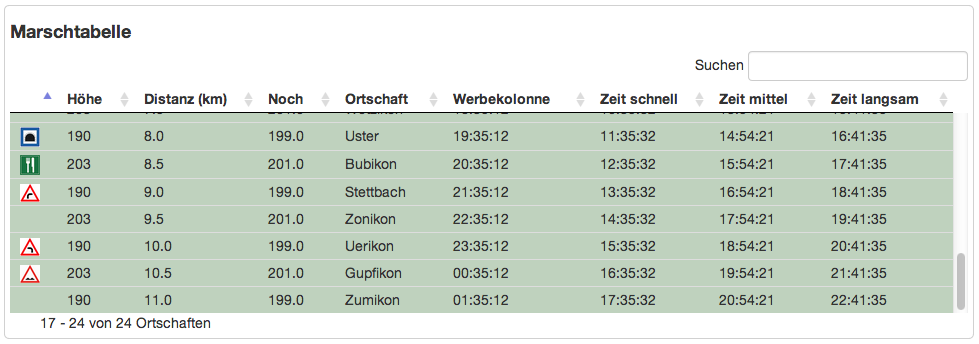 Marschtabelle
Suchen
Höhe Distanz (km) Noch Ortschaft Werbekolonne Zeit schnell Zeit mittel Zeit langsam
190 8.0 199.0 Uster 19:35:12 11:35:32 14:54:21 16:41:35
203 8.5 201.0 Bubikon 20:35:12 12:35:32 15:54:21 17:41:35
190 9.0 199.0 Stettbach 21:35:12 13:35:32 16:54:21 18:41:35
203 9.5 201.0 Zonikon 22:35:12 14:35:32 17:54:21 19:41:35
190 10.0 199.0 Uerikon 23:35:12 15:35:32 18:54:21 20:41:35
203 10.5 201.0 Gupfikon 00:35:12 16:35:32 19:54:21 21:41:35
190 11.0 199.0 Zumikon 01:35:12 17:35:32 20:54:21 22:41:35
17 - 24 von 24 Ortschaften